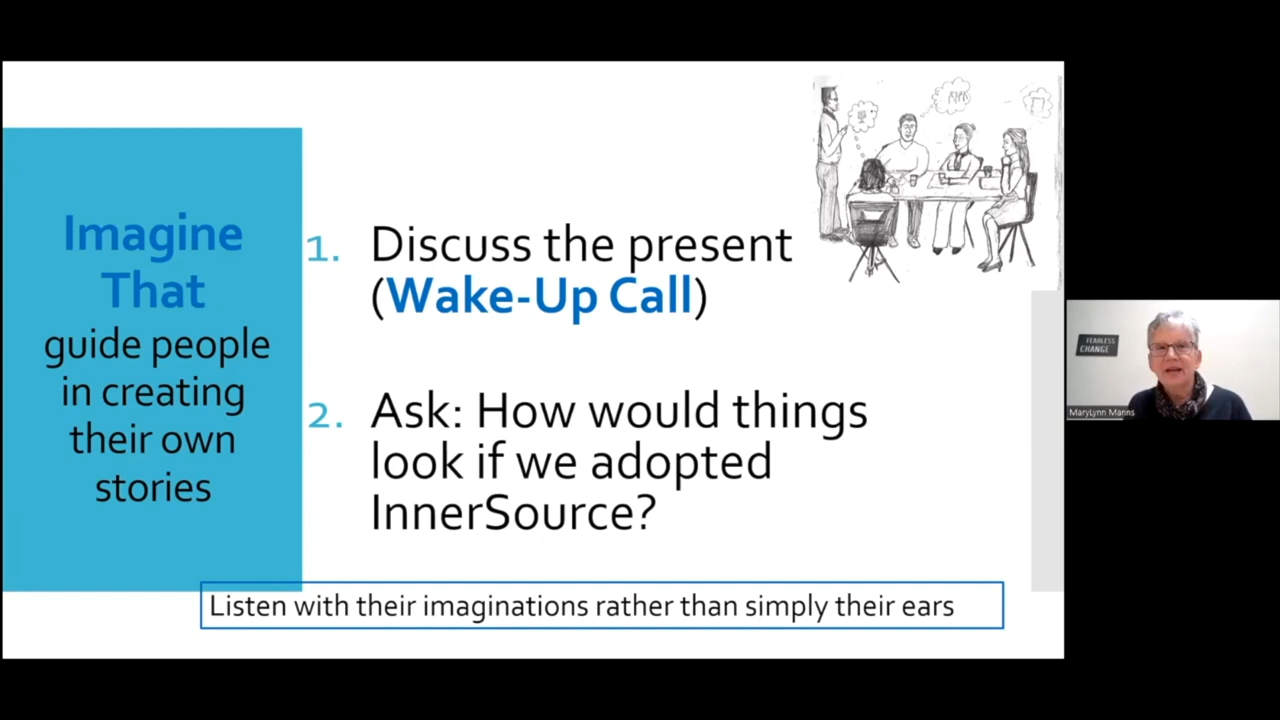 Imagine
That
guide people
in creating
their own
stories
1. Discuss the present
(Wake-Up Call)
2. Ask: How would things
look if we adopted
InnerSource?
Listen with their imaginations rather than simply their ears
FEARLESS
CHANGE
MaryLynn Manns